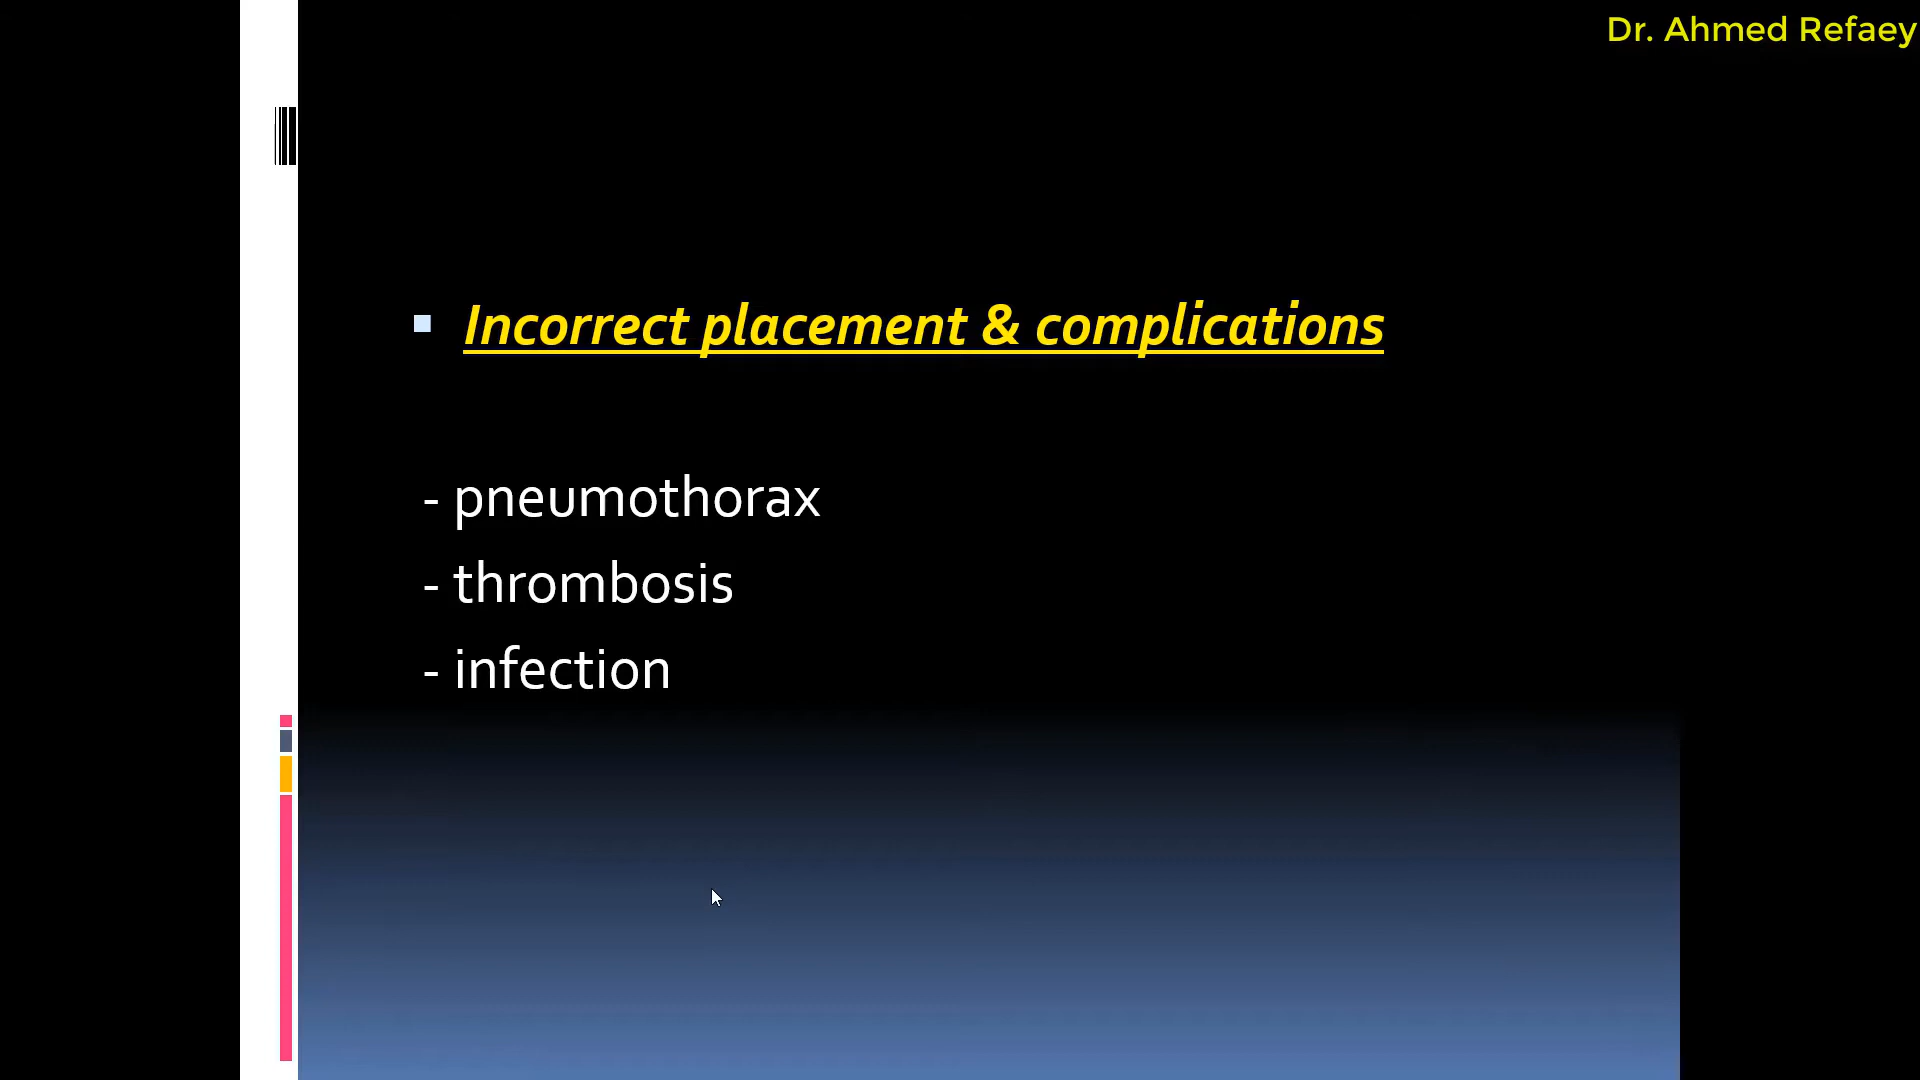 Dr. Ahmed Refaey
Incorrect placement & complications
- pneumothorax
- thrombosis
- infection